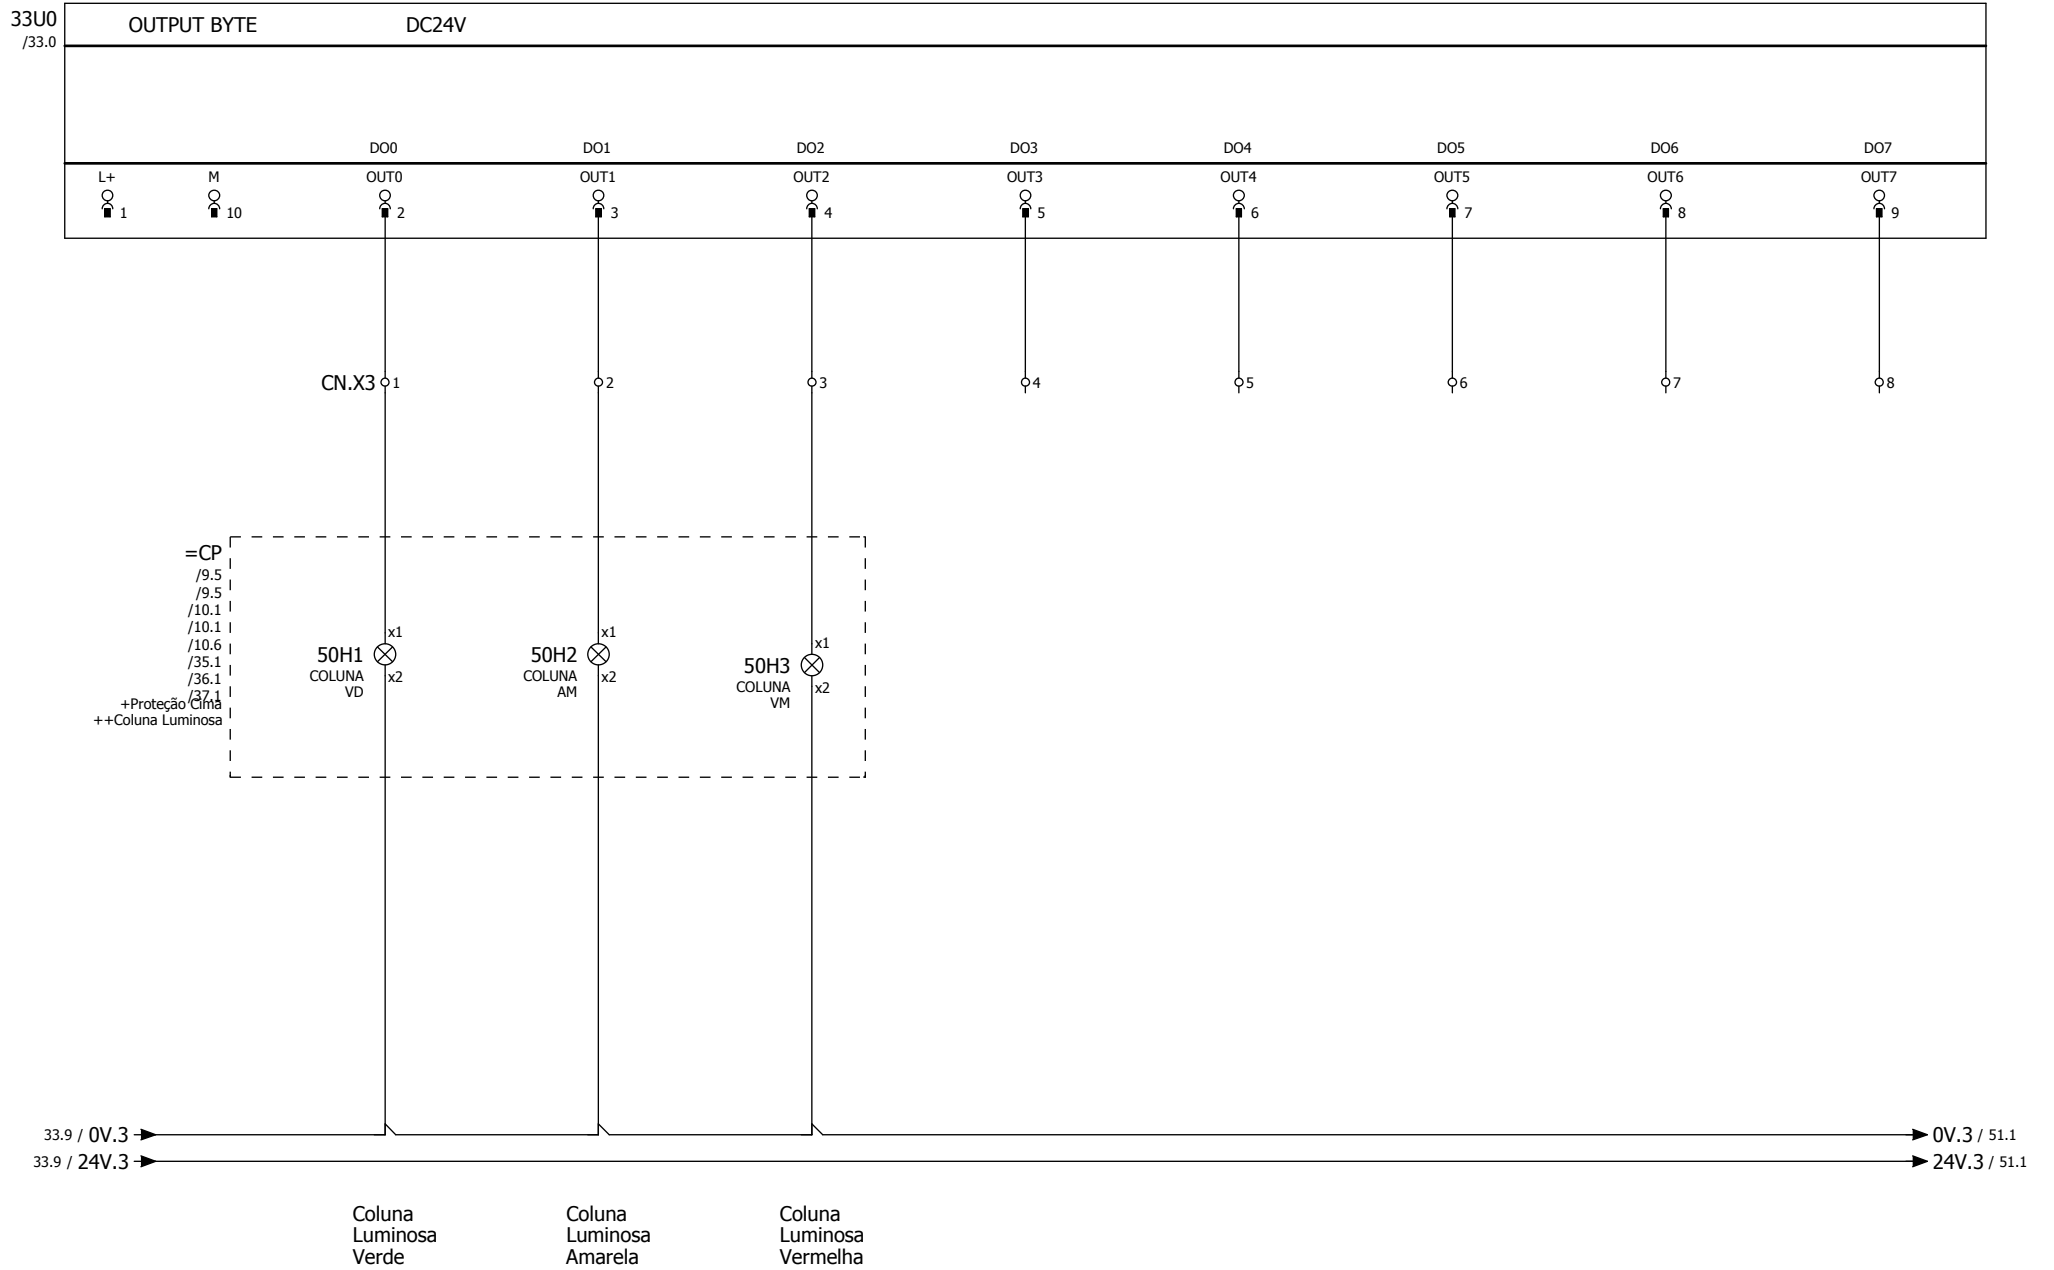 33U0
/33.0
OUTPUT BYTE DC24V
DO0 DO1 DO2 DO3 DO4 DO5 DO6 DO7
L+ M OUT0 OUT1 OUT2 OUT3 OUT4 OUT5 OUT6 OUT7
1 10 2 3 4 5 6 7 8 9
CN.X3 1 2 3 4 5 6 7 8
=CP
/9.5
/9.5
/10.1
/10.1
/10.6
/35.1
/36.1
/37.1
+Proteção Cima
++Coluna Luminosa
x1
50H1
COLUNA
VD
x2
x1
50H2
COLUNA
AM
x2
x1
50H3
COLUNA
VM
x2
33.9 / 0V.3 0V.3 / 51.1
33.9 / 24V.3 24V.3 / 51.1
Coluna
Luminosa
Verde
Coluna
Luminosa
Amarela
Coluna
Luminosa
Vermelha